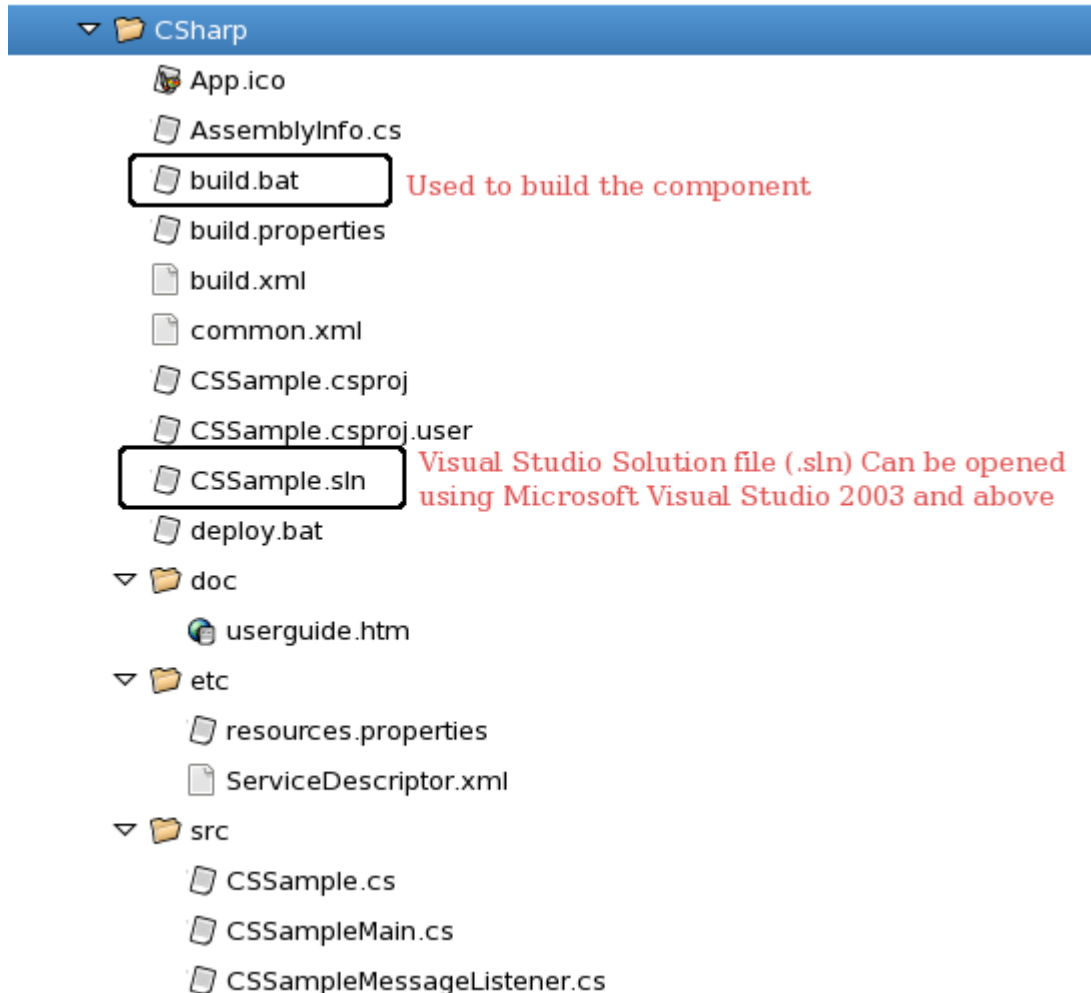 CSharp
App.ico
AssemblyInfo.cs
build.bat
Used to build the component
build.properties
build.xml
common.xml
CSSample.csproj
CSSample.csproj.user
CSSample.sln
Visual Studio Solution file (.sln) Can be opened
using Microsoft Visual Studio 2003 and above
deploy.bat
doc
userguide.htm
etc
resources.properties
ServiceDescriptor.xml
src
CSSample.cs
CSSampleMain.cs
CSSampleMessageListener.cs